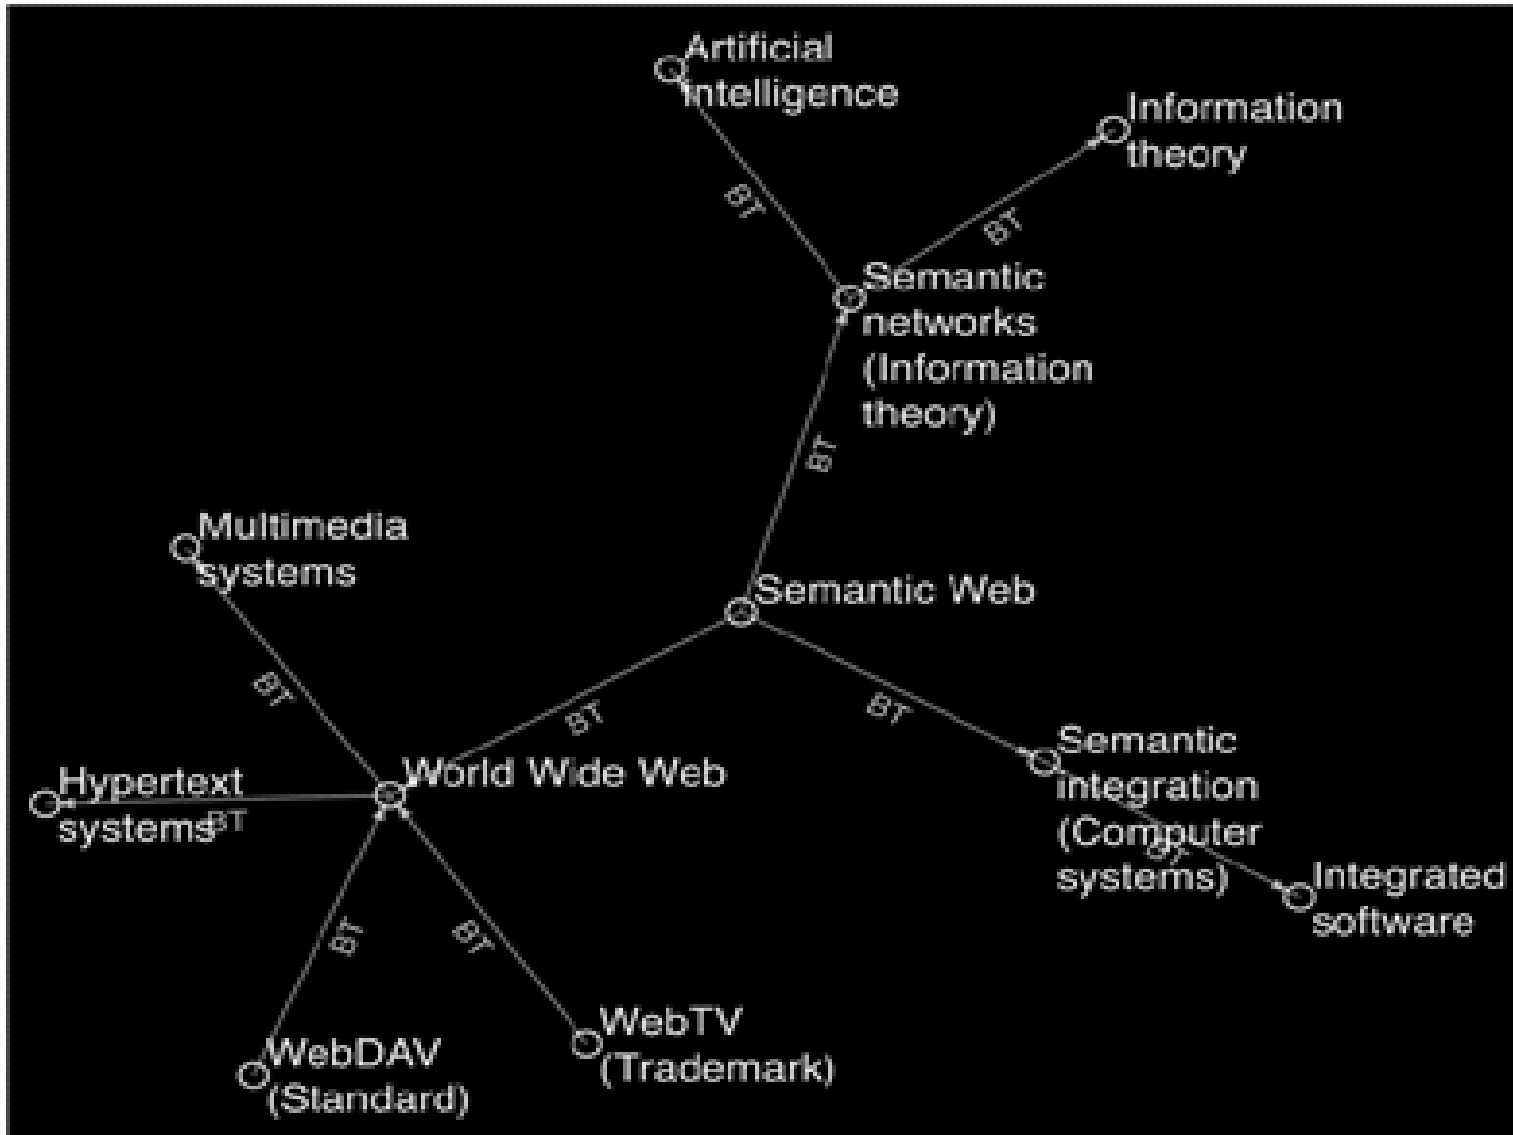 Artificial
intelligence
Information
theory
BT
BT
Semantic
networks
(Information
theory)
BT
Multimedia
systems
Semantic Web
BT
BT
BT
World Wide Web
Semantic
integration
(Computer
systems)
Hypertext
systems
BT
BT
Integrated
software
BT
BT
WebTV
(Trademark)
WebDAV
(Standard)